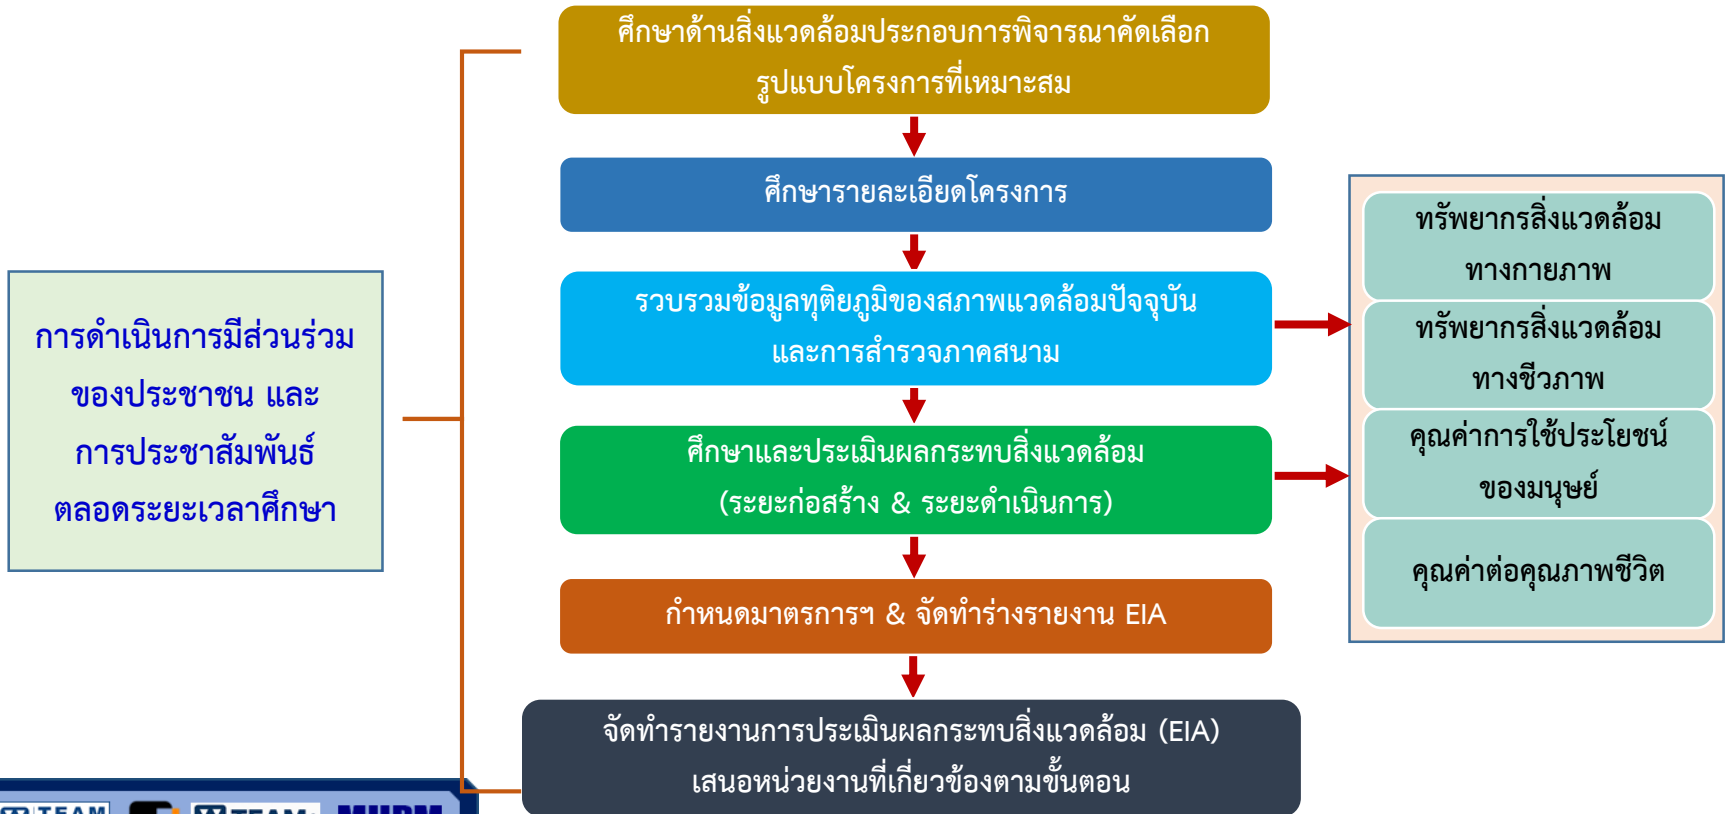 ศึกษาด้านสิ่งแวดล้อมประกอบการพิจารณาคัดเลือก
รูปแบบโครงการที่เหมาะสม
ศึกษารายละเอียดโครงการ
รวบรวมข้อมูลทุติยภูมิของสภาพแวดล้อมปัจจุบัน
และการสำรวจภาคสนาม
ศึกษาและประเมินผลกระทบสิ่งแวดล้อม
(ระยะก่อสร้าง & ระยะดำเนินการ)
กำหนดมาตรการฯ & จัดทำร่างรายงาน EIA
จัดทำรายงานการประเมินผลกระทบสิ่งแวดล้อม (EIA)
เสนอหน่วยงานที่เกี่ยวข้องตามขั้นตอน
การดำเนินการมีส่วนร่วม
ของประชาชน และ
การประชาสัมพันธ์
ตลอดระยะเวลาศึกษา
ทรัพยากรสิ่งแวดล้อม
ทางกายภาพ
ทรัพยากรสิ่งแวดล้อม
ทางชีวภาพ
คุณค่าการใช้ประโยชน์
ของมนุษย์
คุณค่าต่อคุณภาพชีวิต
TEAM
TEAM